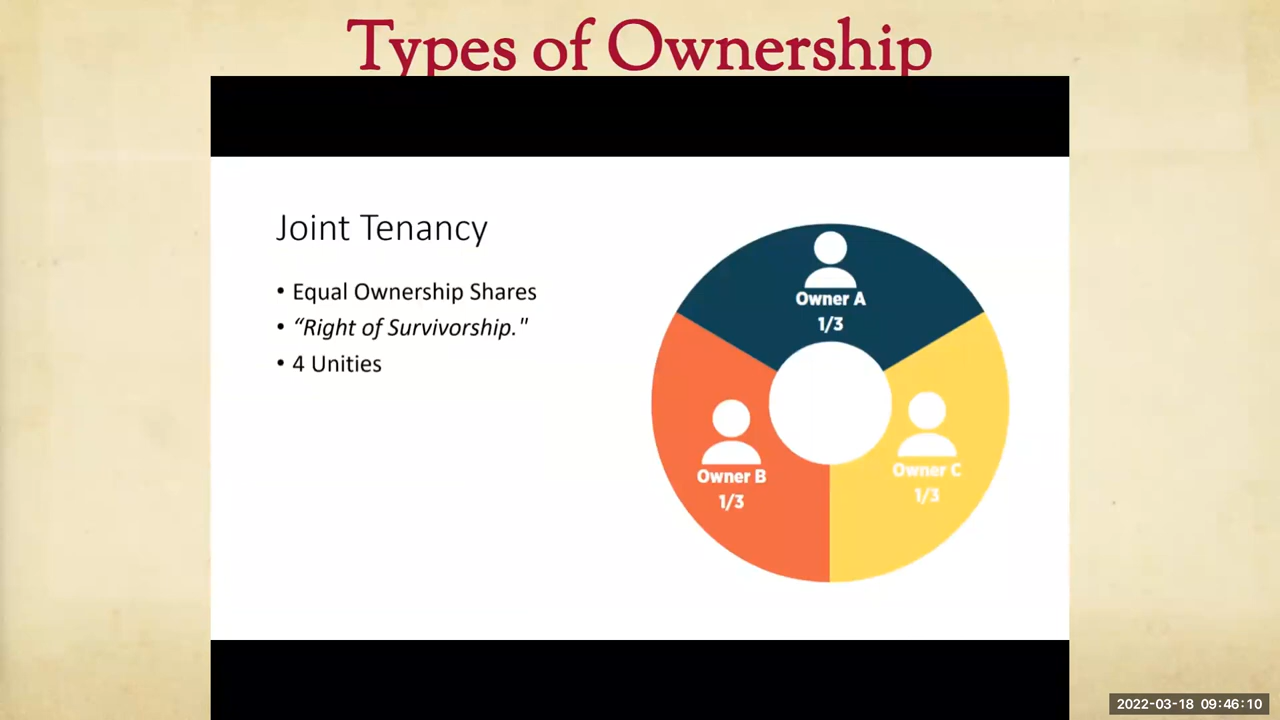 Types of Ownership
Joint Tenancy
• Equal Ownership Shares
• “Right of Survivorship."
• 4 Unities
Owner A
1/3
Owner B
1/3
Owner C
1/3
2022-03-18 09:46:10